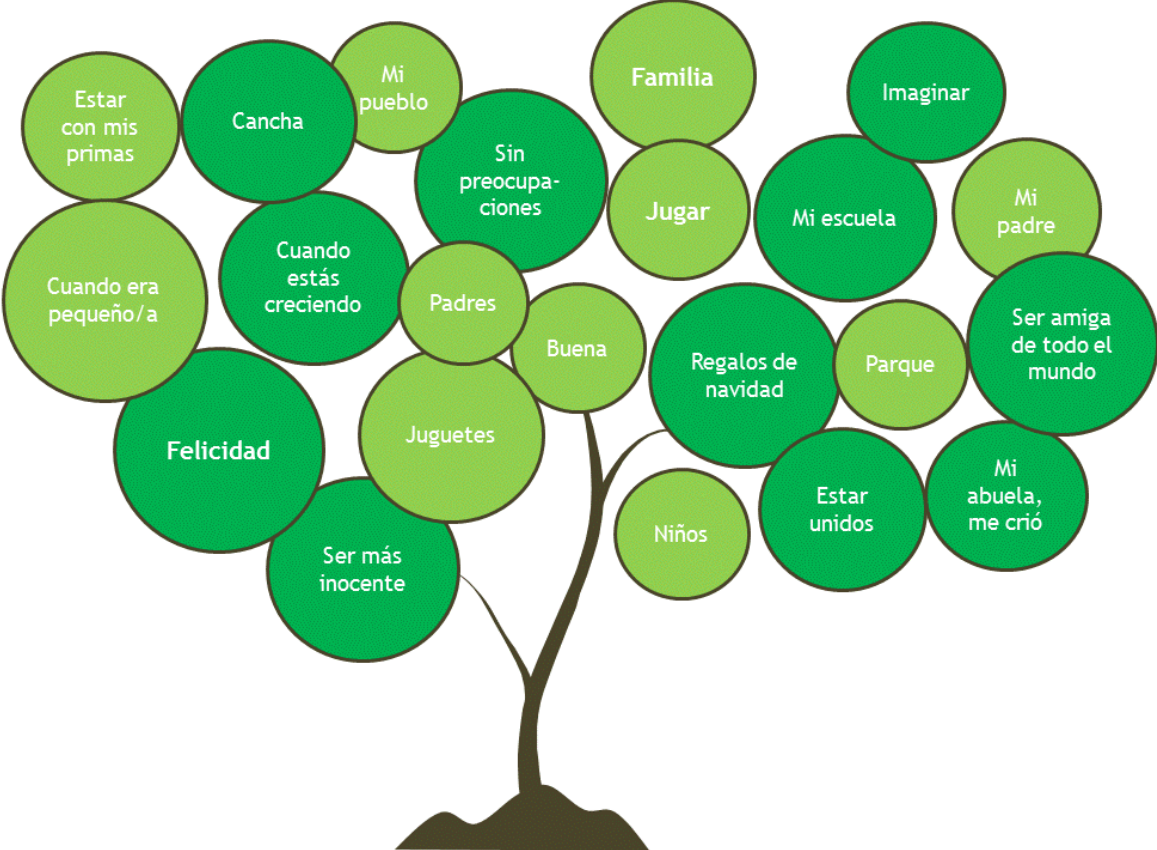 Estar
con mis
primas
Cancha
Mi
pueblo
Sin
preocupa-
ciones
Familia
Jugar
Imaginar
Mi escuela
Mi
padre
Cuando era
pequeño/a
Cuando
estás
creciendo
Padres
Buena
Regalos de
navidad
Parque
Ser amiga
de todo el
mundo
Felicidad
Juguetes
Ser más
inocente
Niños
Estar
unidos
Mi
abuela,
me crió